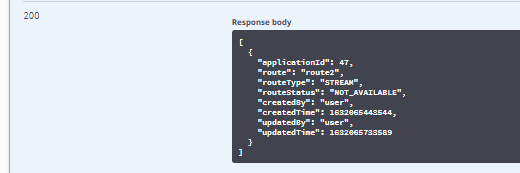 200
Response body
[
  {
    "applicationId": 47,
    "route": "route2",
    "routeType": "STREAM",
    "routeStatus": "NOT_AVAILABLE",
    "createdBy": "user",
    "createdTime": 1632065443544,
    "updatedBy": "user",
    "updatedTime": 1632065733589
  }
]